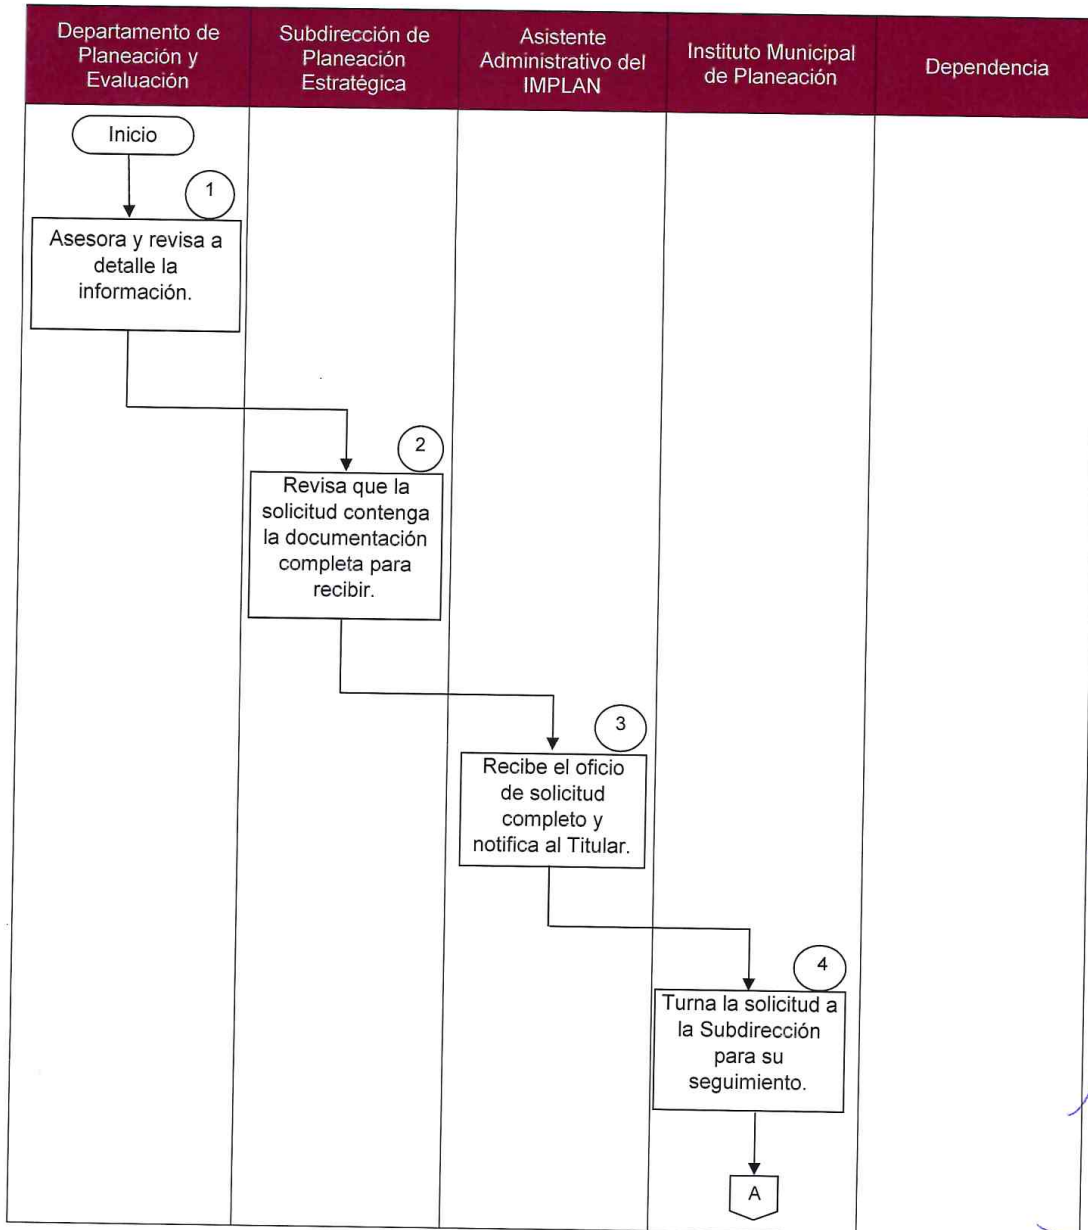 Departamento de
Planeación y
Evaluación
Subdirección de
Planeación
Estratégica
Asistente
Administrativo del
IMPLAN
Instituto Municipal
de Planeación
Dependencia
Inicio
1
Asesora y revisa a
detalle la
información.
2
Revisa que la
solicitud contenga
la documentación
completa para
recibir.
3
Recibe el oficio
de solicitud
completo y
notifica al Titular.
4
Turna la solicitud a
la Subdirección
para su
seguimiento.
A